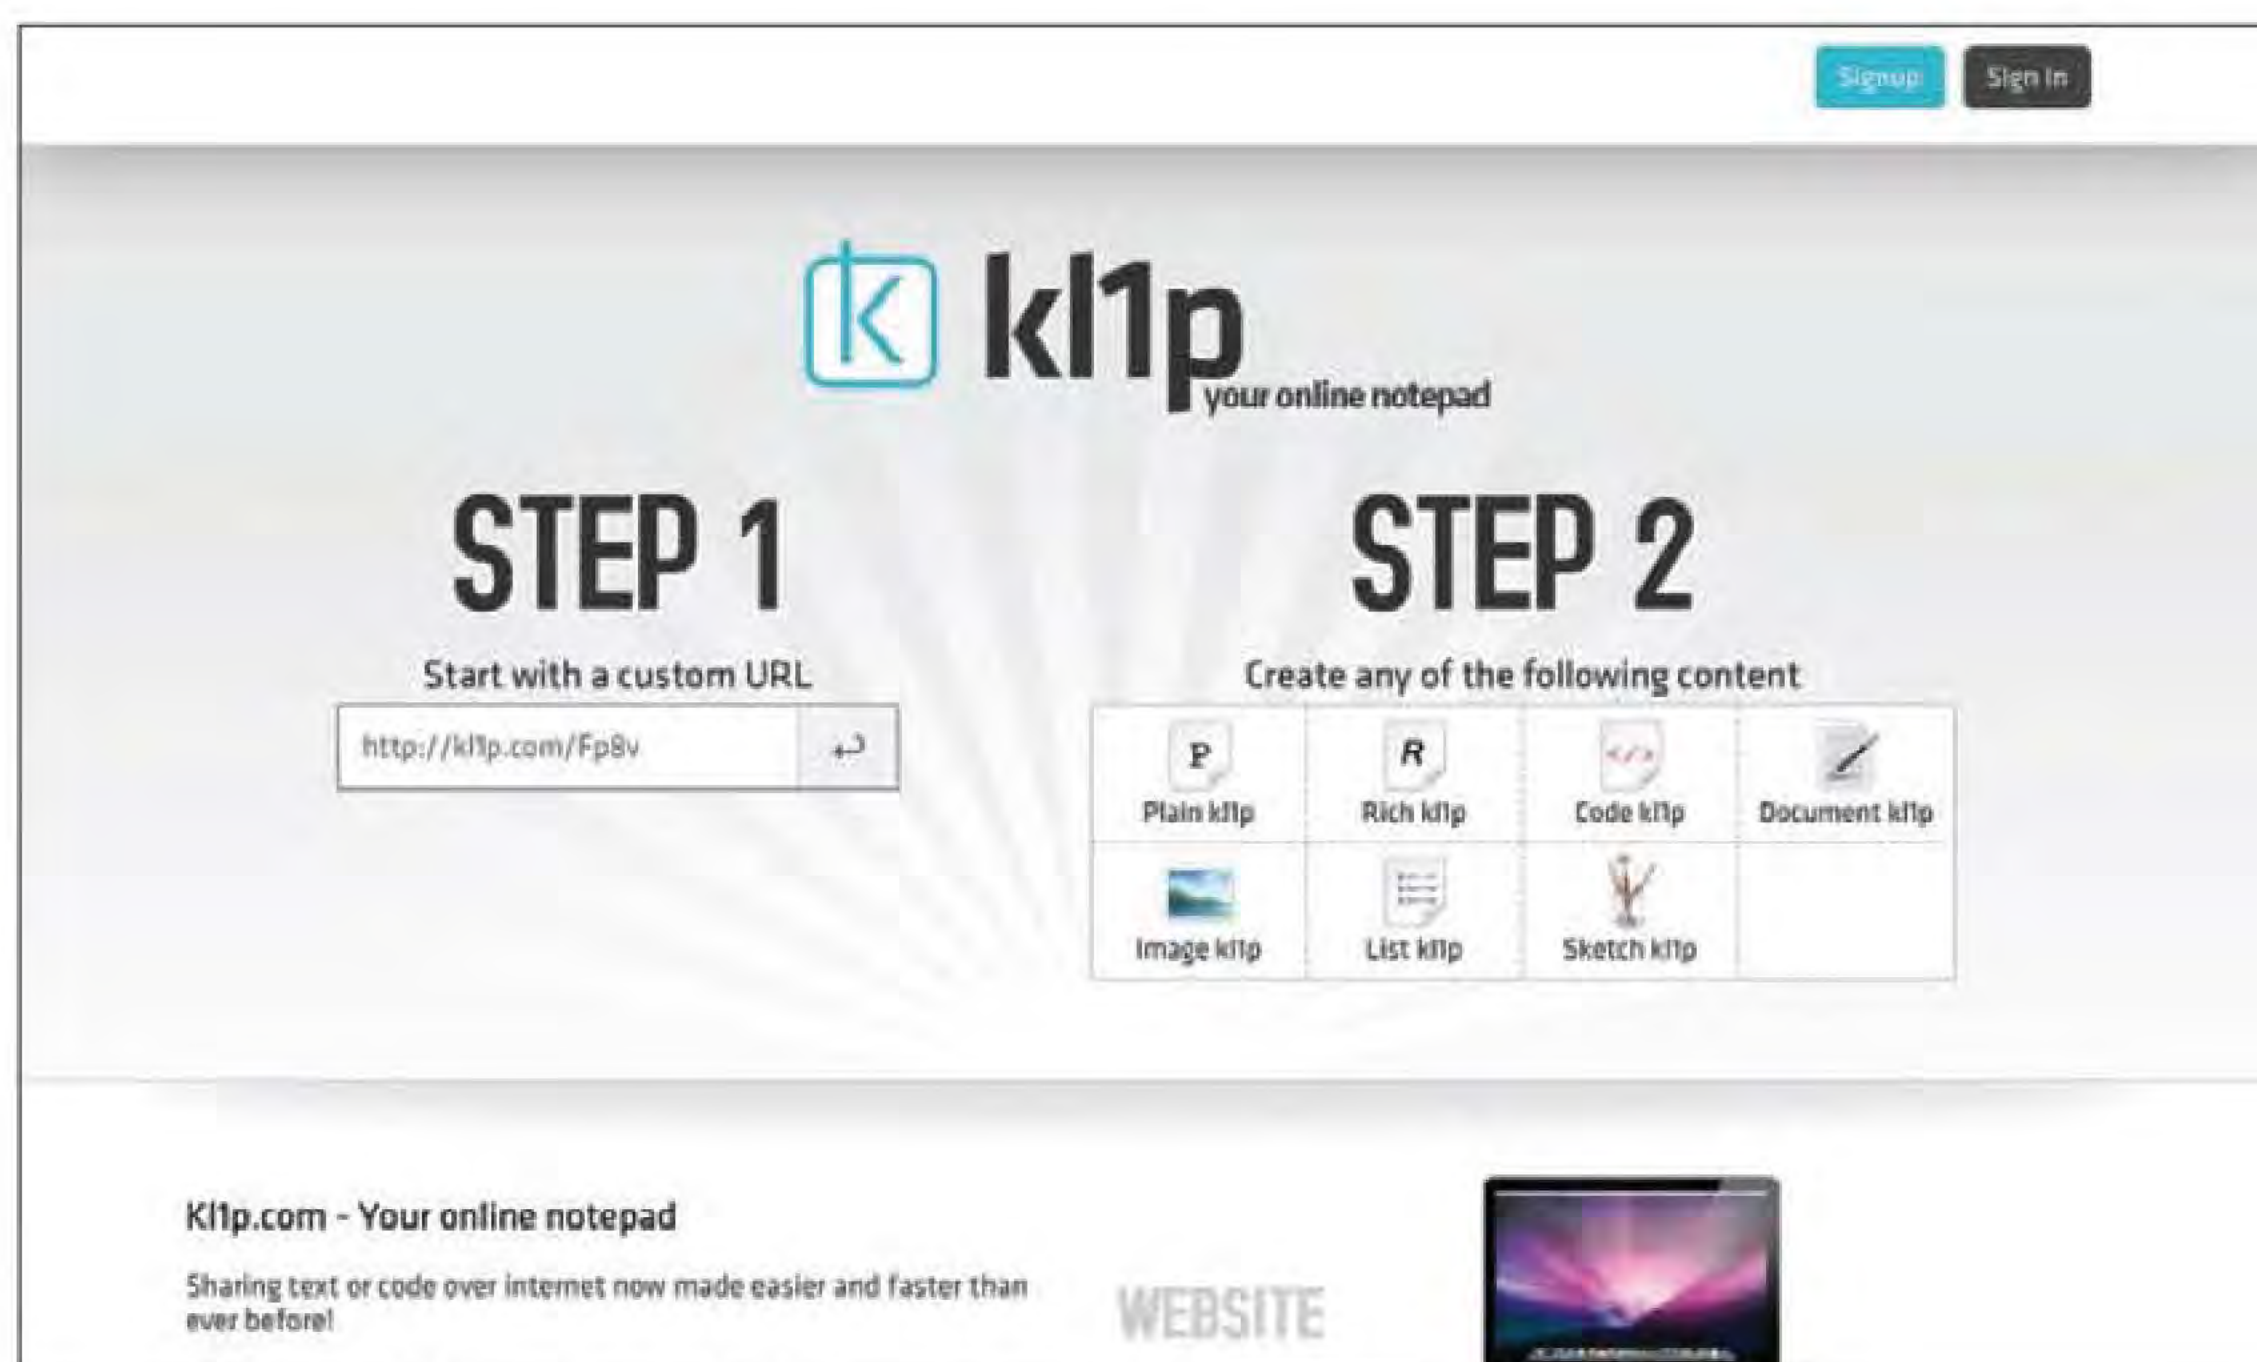 Signup Sign In
k kl1p
your online notepad
STEP 1
Start with a custom URL
http://kl1p.com/Fp8v
STEP 2
Create any of the following content
P R </>
Plain kl1p Rich kl1p Code kl1p Document kl1p
Image kl1p List kl1p Sketch kl1p
Kl1p.com - Your online notepad
Sharing text or code over internet now made easier and faster than
ever before!
WEBSITE